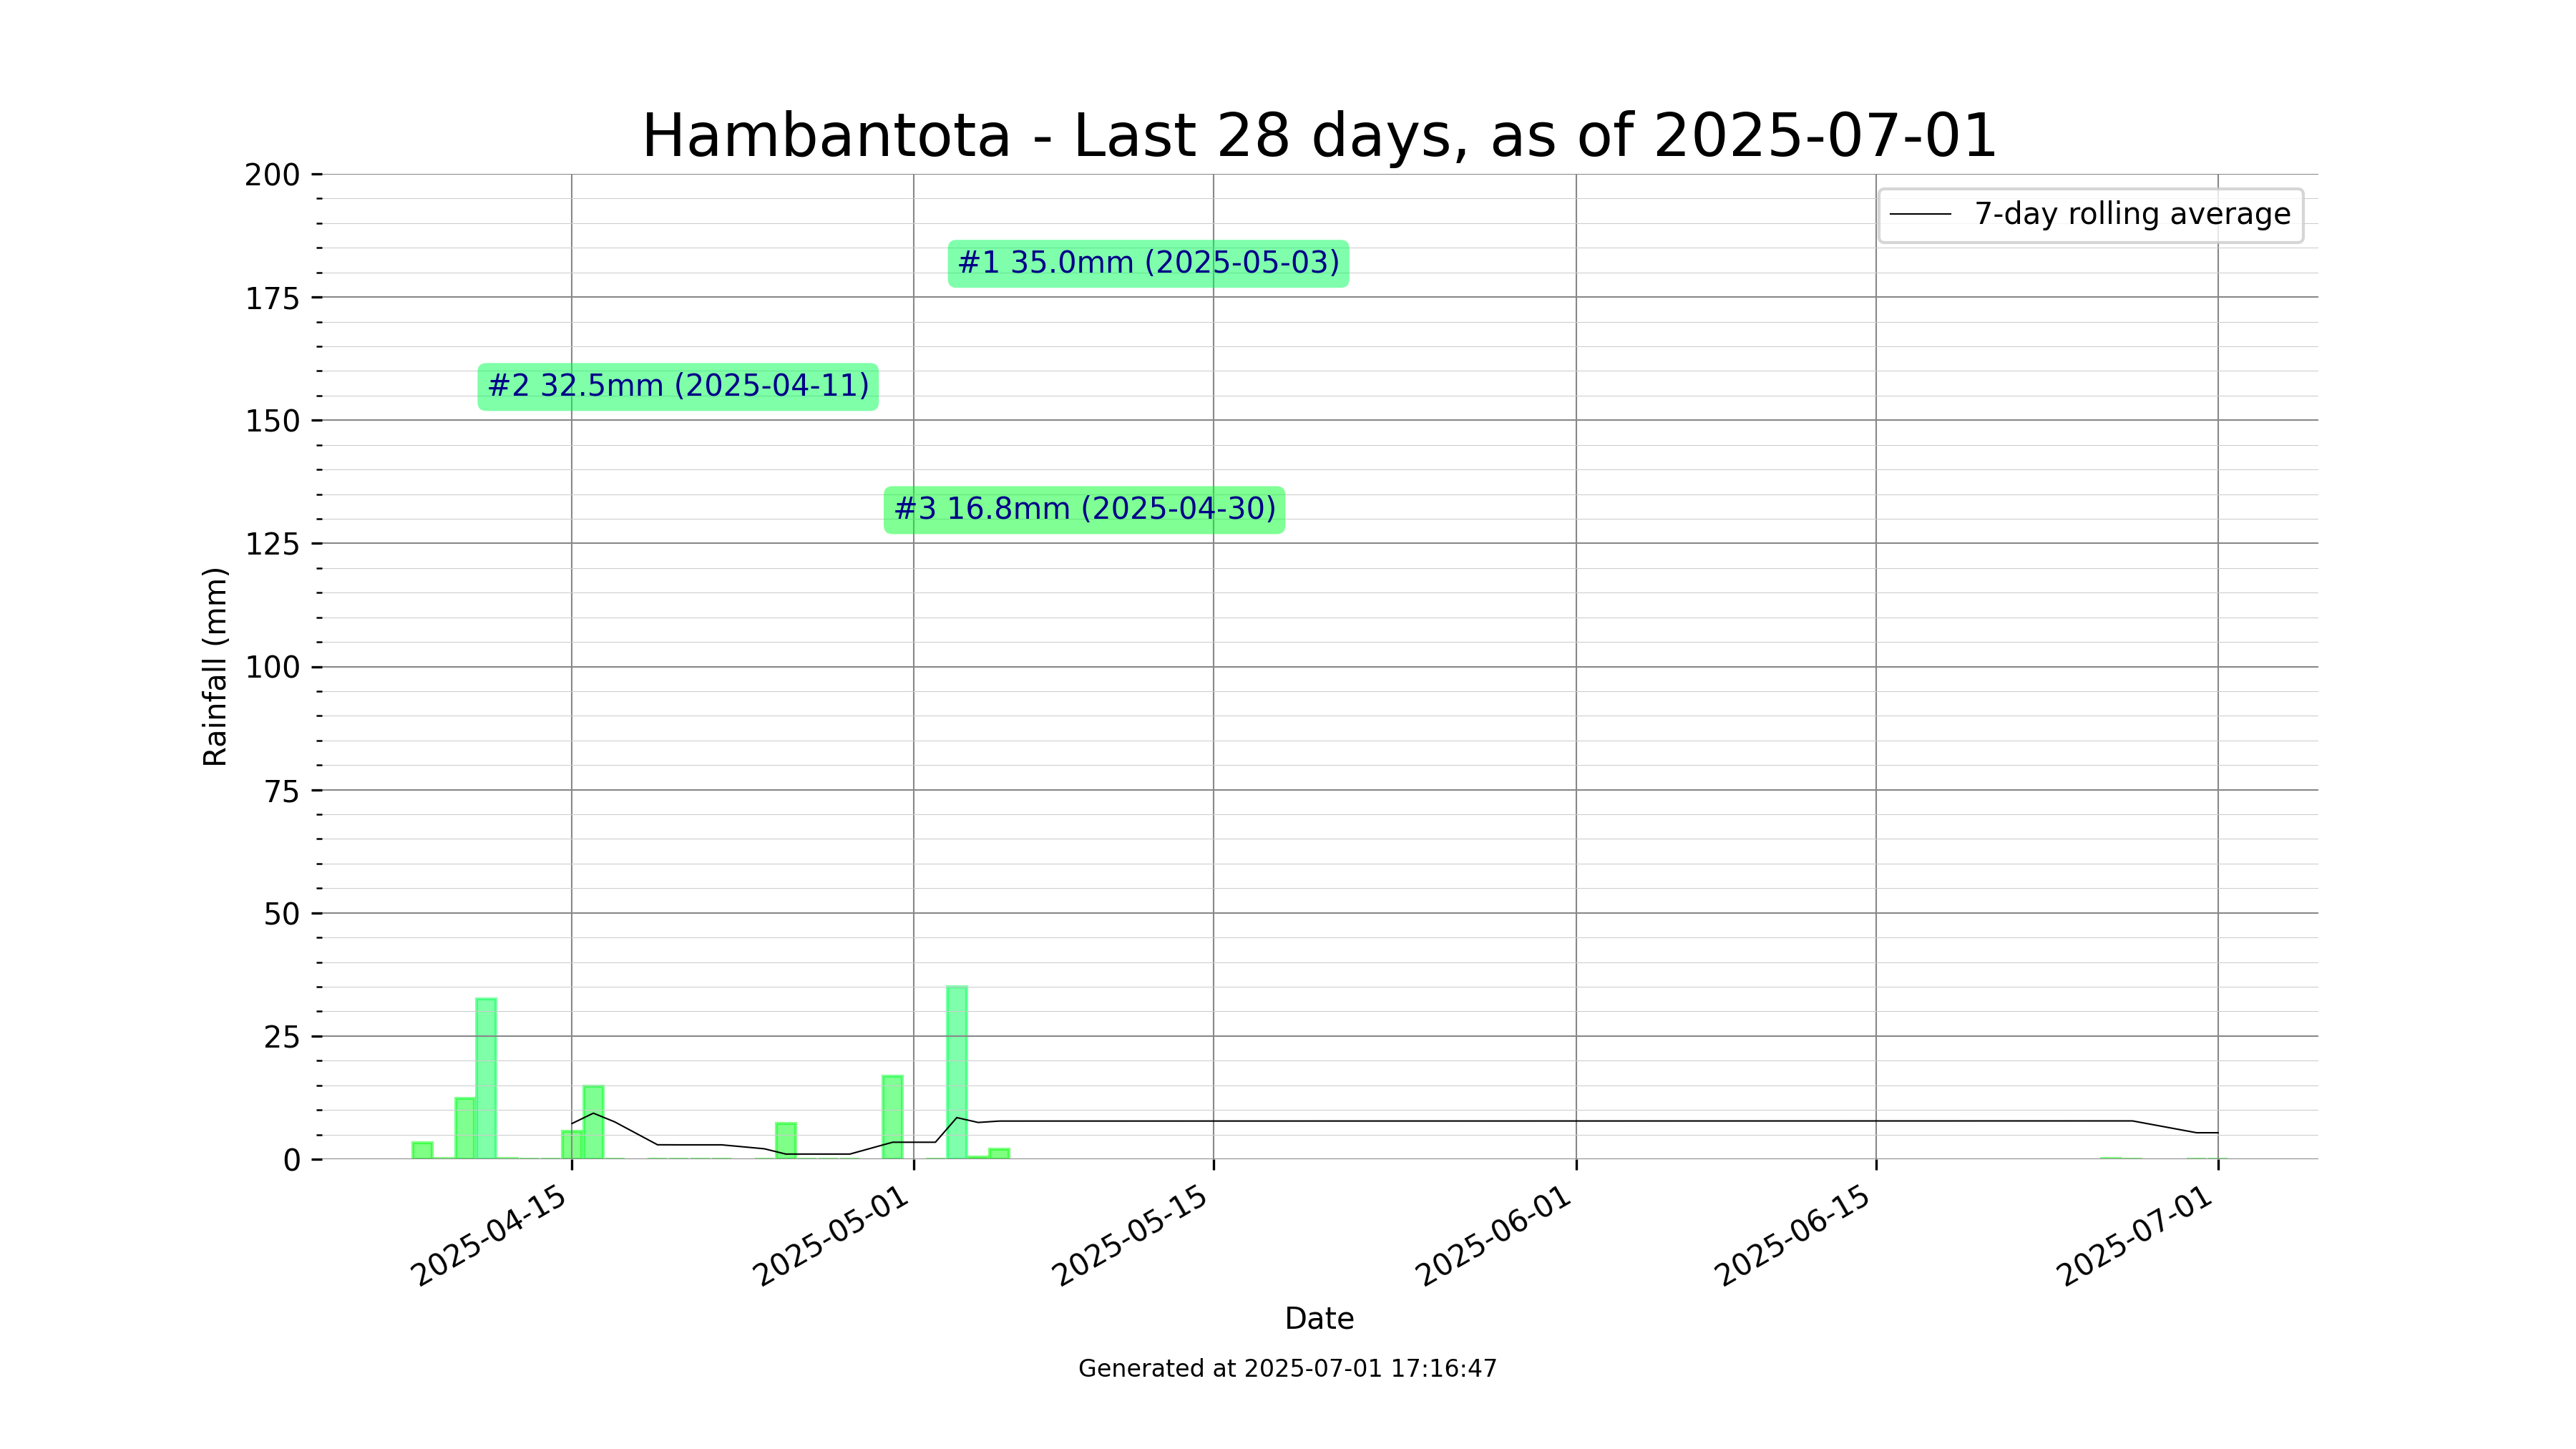 Hambantota - Last 28 days, as of 2025-07-01
7-day rolling average
#1 35.0mm (2025-05-03)
#2 32.5mm (2025-04-11)
#3 16.8mm (2025-04-30)
Rainfall (mm)
200
175
150
125
100
75
50
25
0
2025-04-15
2025-05-01
2025-05-15
2025-06-01
2025-06-15
2025-07-01
Date
Generated at 2025-07-01 17:16:47